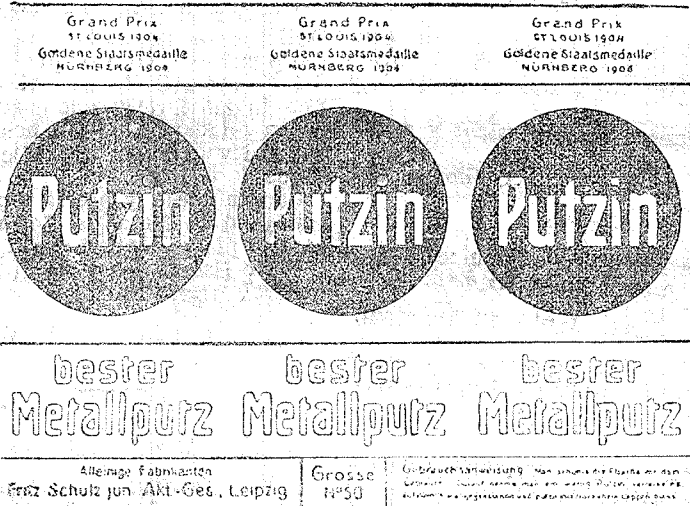 Grand Prix
ST LOUIS 1904
Goldene Staatsmedaille
NÜRNBERG 1906
Grand Prix
ST LOUIS 1904
Goldene Staatsmedaille
NÜRNBERG 1906
Grand Prix
ST LOUIS 1904
Goldene Staatsmedaille
NÜRNBERG 1906
Putzin
Putzin
Putzin
bester
Metallputz
bester
Metallputz
bester
Metallputz
Alleinige Fabrikanten
Fritz Schulz jun. Akt.-Ges., Leipzig
Grosse
Nº50
Gebrauchsanweisung